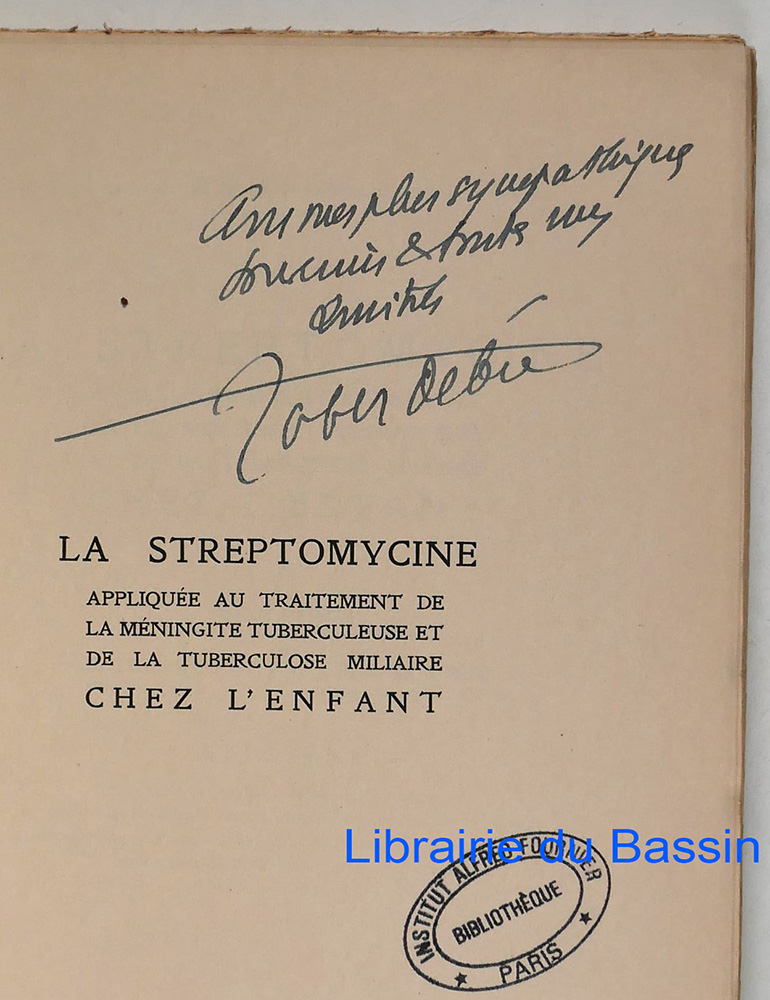 Avec mes plus sympathiques
souvenirs & toutes mes
amitiés
Robert Debré
LA STREPTOMYCINE
APPLIQUÉE AU TRAITEMENT DE
LA MÉNINGITE TUBERCULEUSE ET
DE LA TUBERCULOSE MILIAIRE
CHEZ L'ENFANT
Librairie du Bassin
INSTITUT ALFRED FOURNIER
BIBLIOTHÈQUE
PARIS